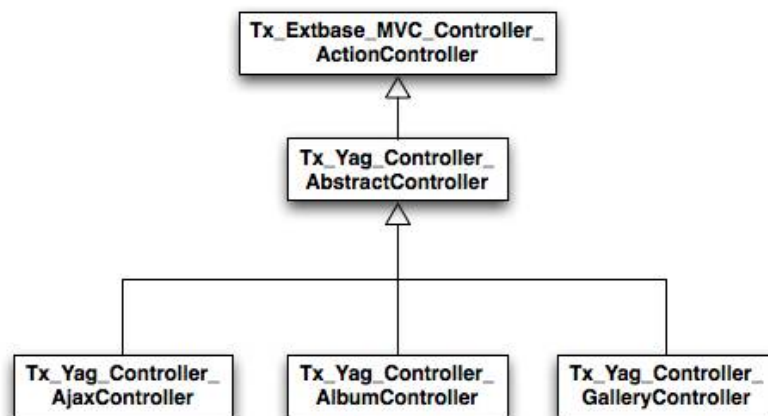 Tx_Extbase_MVC_Controller_
ActionController
Tx_Yag_Controller_
AbstractController
Tx_Yag_Controller_
AjaxController
Tx_Yag_Controller_
AlbumController
Tx_Yag_Controller_
GalleryController